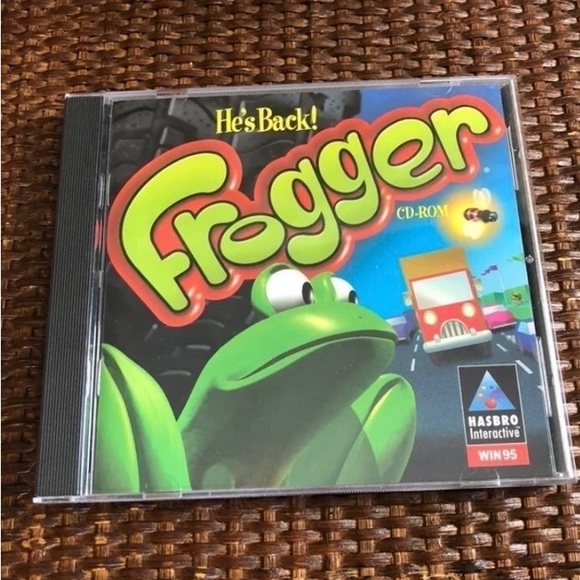 He's Back!
Frogger
CD-ROM
HASBRO
Interactive
WIN 95